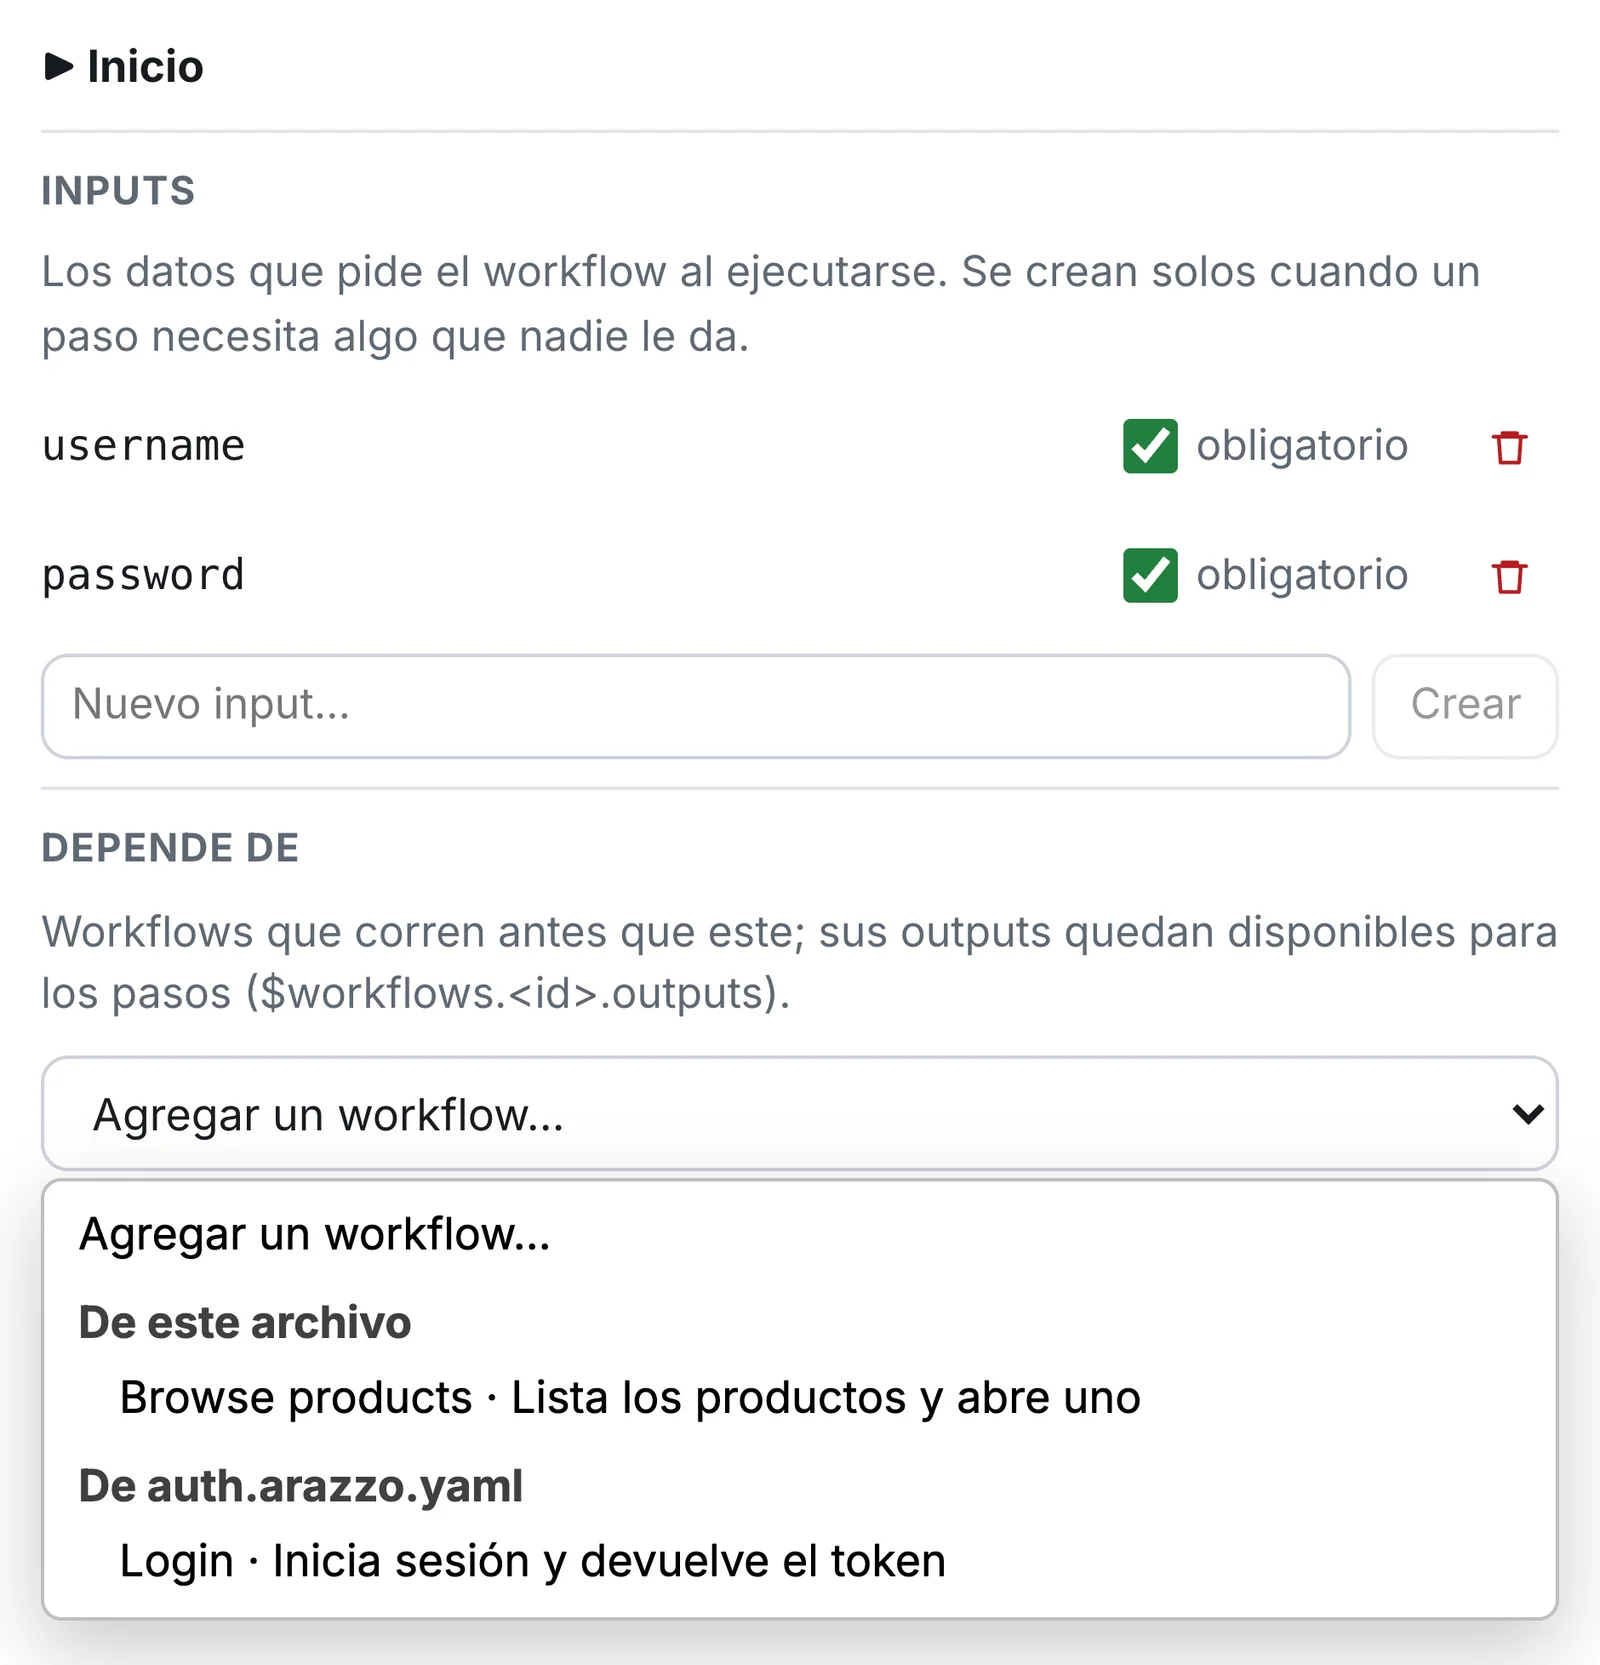 Inicio
INPUTS
Los datos que pide el workflow al ejecutarse. Se crean solos cuando un
paso necesita algo que nadie le da.
username obligatorio
password obligatorio
Nuevo input... Crear
DEPENDE DE
Workflows que corren antes que este; sus outputs quedan disponibles para
los pasos ($workflows.<id>.outputs).
Agregar un workflow...
Agregar un workflow...
De este archivo
Browse products · Lista los productos y abre uno
De auth.arazzo.yaml
Login · Inicia sesión y devuelve el token